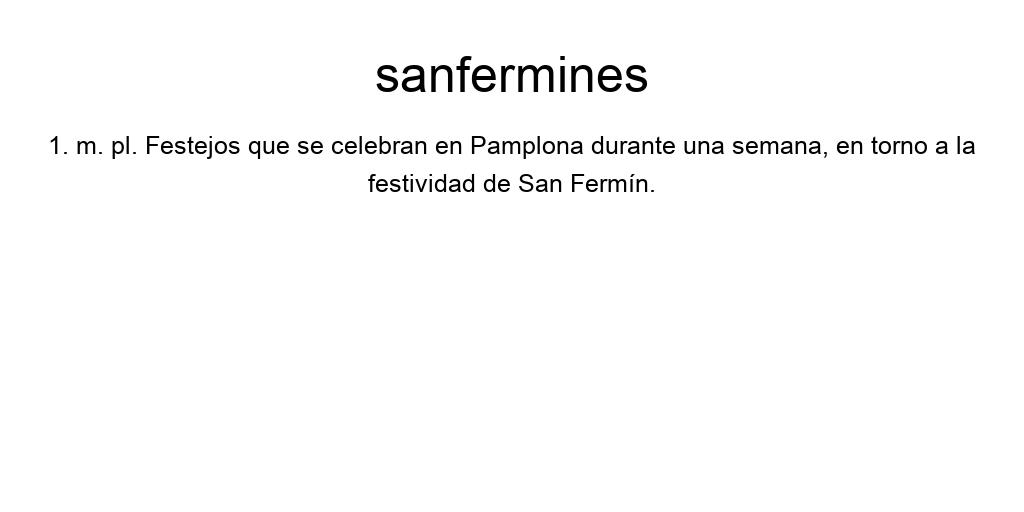 sanfermines
1. m. pl. Festejos que se celebran en Pamplona durante una semana, en torno a la
festividad de San Fermín.